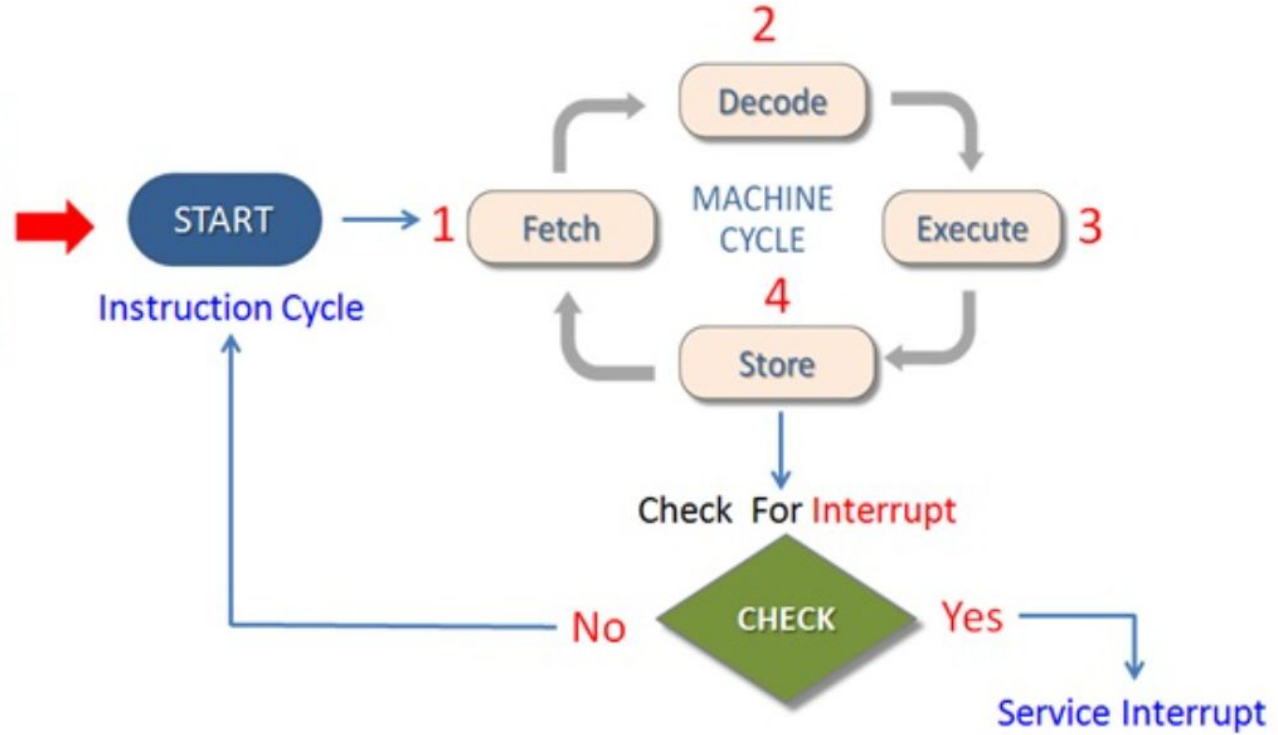 2
Decode
START
1
Fetch
MACHINE
CYCLE
Execute
3
Instruction Cycle
4
Store
Check For Interrupt
No
CHECK
Yes
Service Interrupt